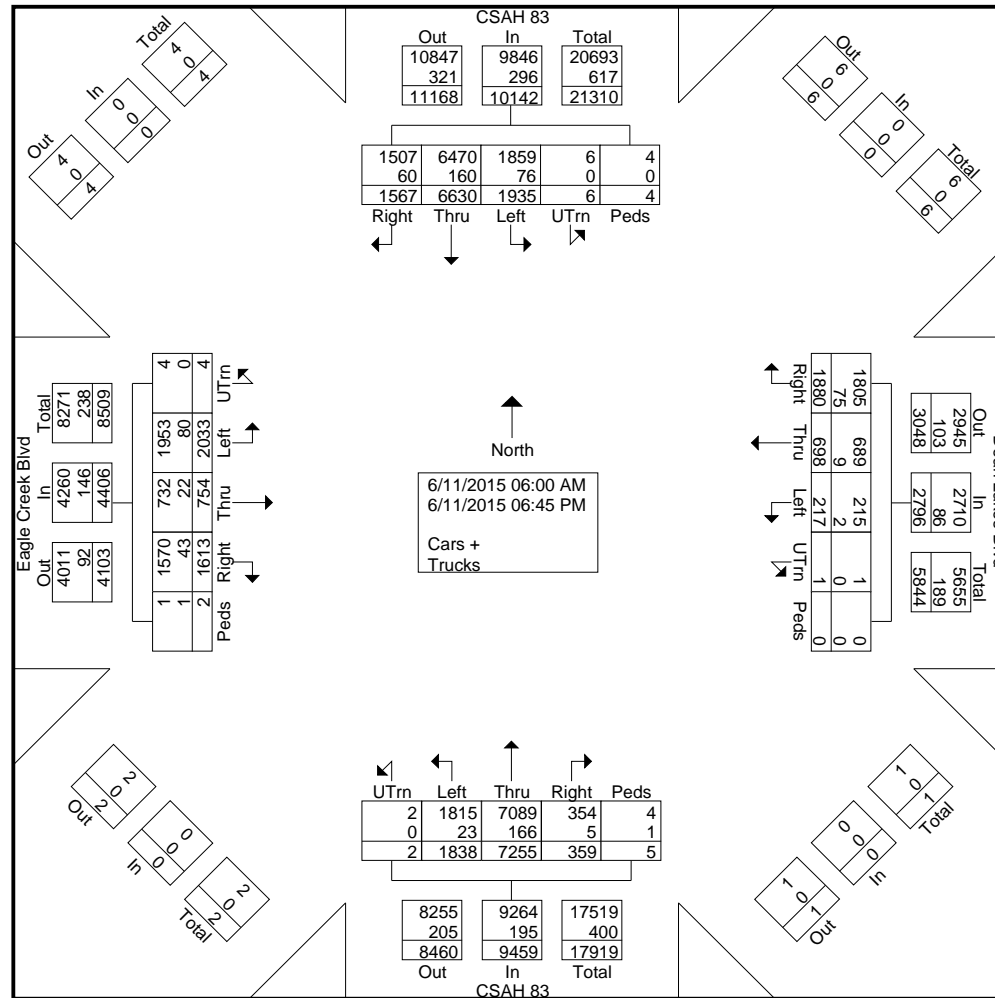 CSAH 83
Out In Total
10847 9846 20693
321 296 617
11168 10142 21310
1507 6470 1859 6 4
60 160 76 0 0
1567 6630 1935 6 4
Right Thru Left UTrn Peds
Total
4
0
4
In
0
0
0
Out
4
0
4
Out
6
0
6
In
0
0
0
Total
6
0
6
Eagle Creek Blvd
Total In Out
8271 4260 4011
238 146 92
8509 4406 4103
4 1953 732 1570 1
0 80 22 43 1
4 2033 754 1613 2
UTrn Left Thru Right Peds
North
6/11/2015 06:00 AM
6/11/2015 06:45 PM
Cars +
Trucks
Right Thru Left UTrn Peds
1805 689 215 1 0
75 9 2 0 0
1880 698 217 1 0
Out In Total
2945 2710 5655
103 86 189
3048 2796 5844
UTrn Left Thru Right Peds
2 1815 7089 354 4
0 23 166 5 1
2 1838 7255 359 5
8255 9264 17519
205 195 400
8460 9459 17919
Out In Total
CSAH 83
2
0
2
Out
0
0
0
In
2
0
2
Total
1
0
1
Total
0
0
0
In
1
0
1
Out